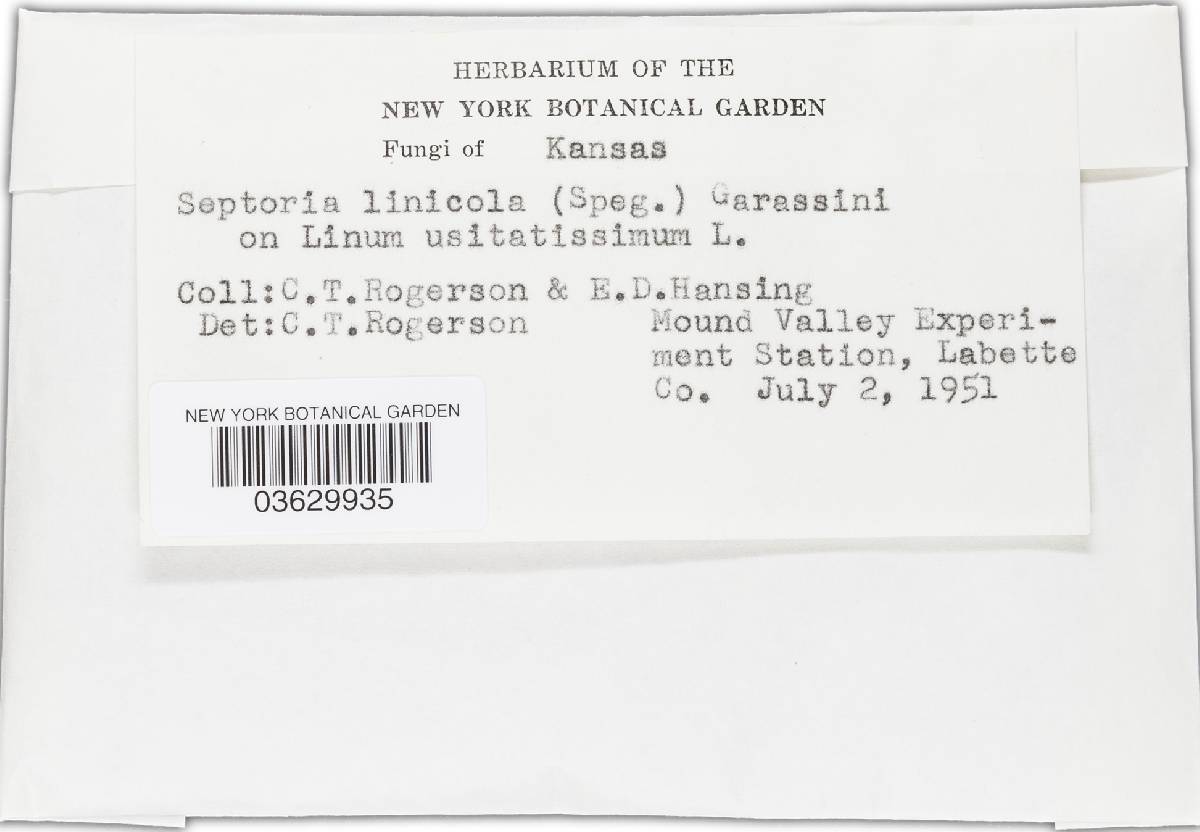 HERBARIUM OF THE
NEW YORK BOTANICAL GARDEN
Fungi of Kansas
Septoria linicola (Speg.) Garassini
on Linum usitatissimum L.
Coll:C.T.Rogerson & E.D.Hansing
Det:C.T.Rogerson Mound Valley Experi-
ment Station, Labette
Co. July 2, 1951
NEW YORK BOTANICAL GARDEN
03629935